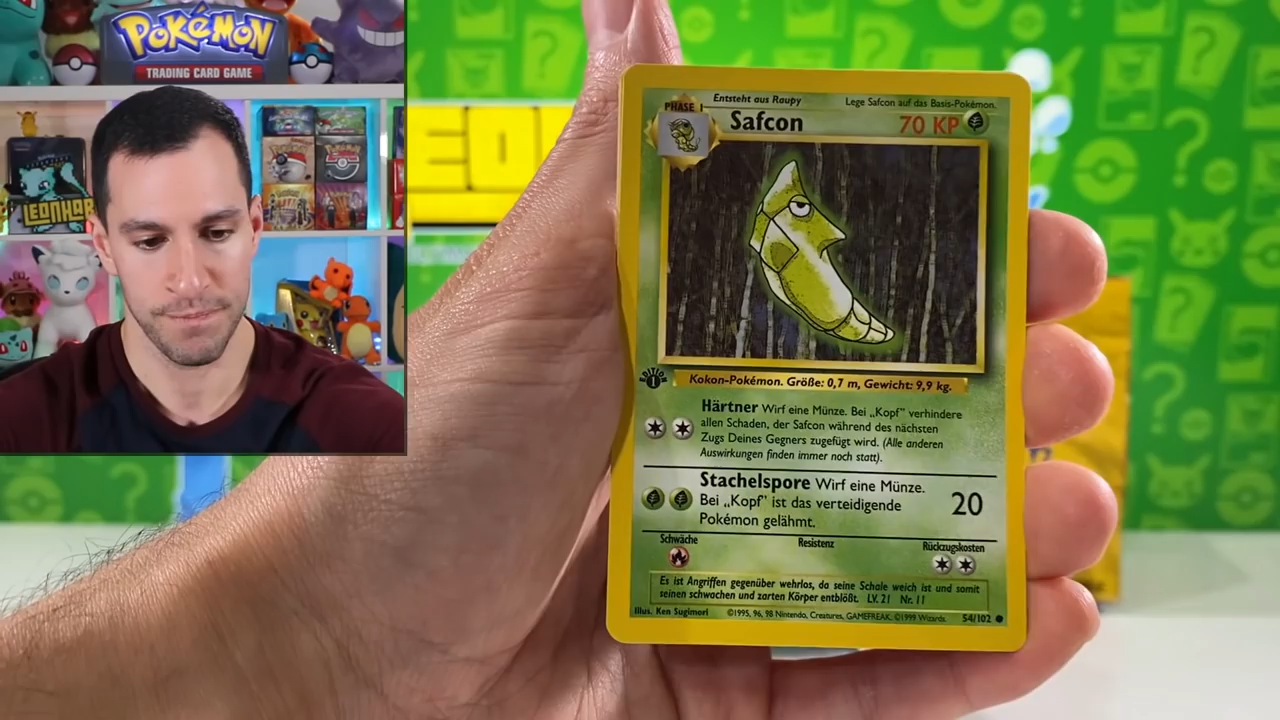 Pokémon
TRADING CARD GAME
LEONHAR
EO
PHASE 1
Entsteht aus Raupy
Lege Safcon auf das Basis-Pokémon.
Safcon
70 KP
EDITION 1
Kokon-Pokémon. Größe: 0,7 m, Gewicht: 9,9 kg.
Härtner Wirf eine Münze. Bei „Kopf" verhindere
allen Schaden, der Safcon während des nächsten
Zugs Deines Gegners zugefügt wird. (Alle anderen
Auswirkungen finden immer noch statt).
Stachelspore Wirf eine Münze.
Bei „Kopf" ist das verteidigende
Pokémon gelähmt.
20
Schwäche
Resistenz
Rückzugskosten
Es ist Angriffen gegenüber wehrlos, da seine Schale weich ist und somit
seinen schwachen und zarten Körper entblößt. LV. 21 Nr. 11
Illus. Ken Sugimori
©1995, 96, 98 Nintendo, Creatures, GAMEFREAK. ©1999 Wizards.
54/102